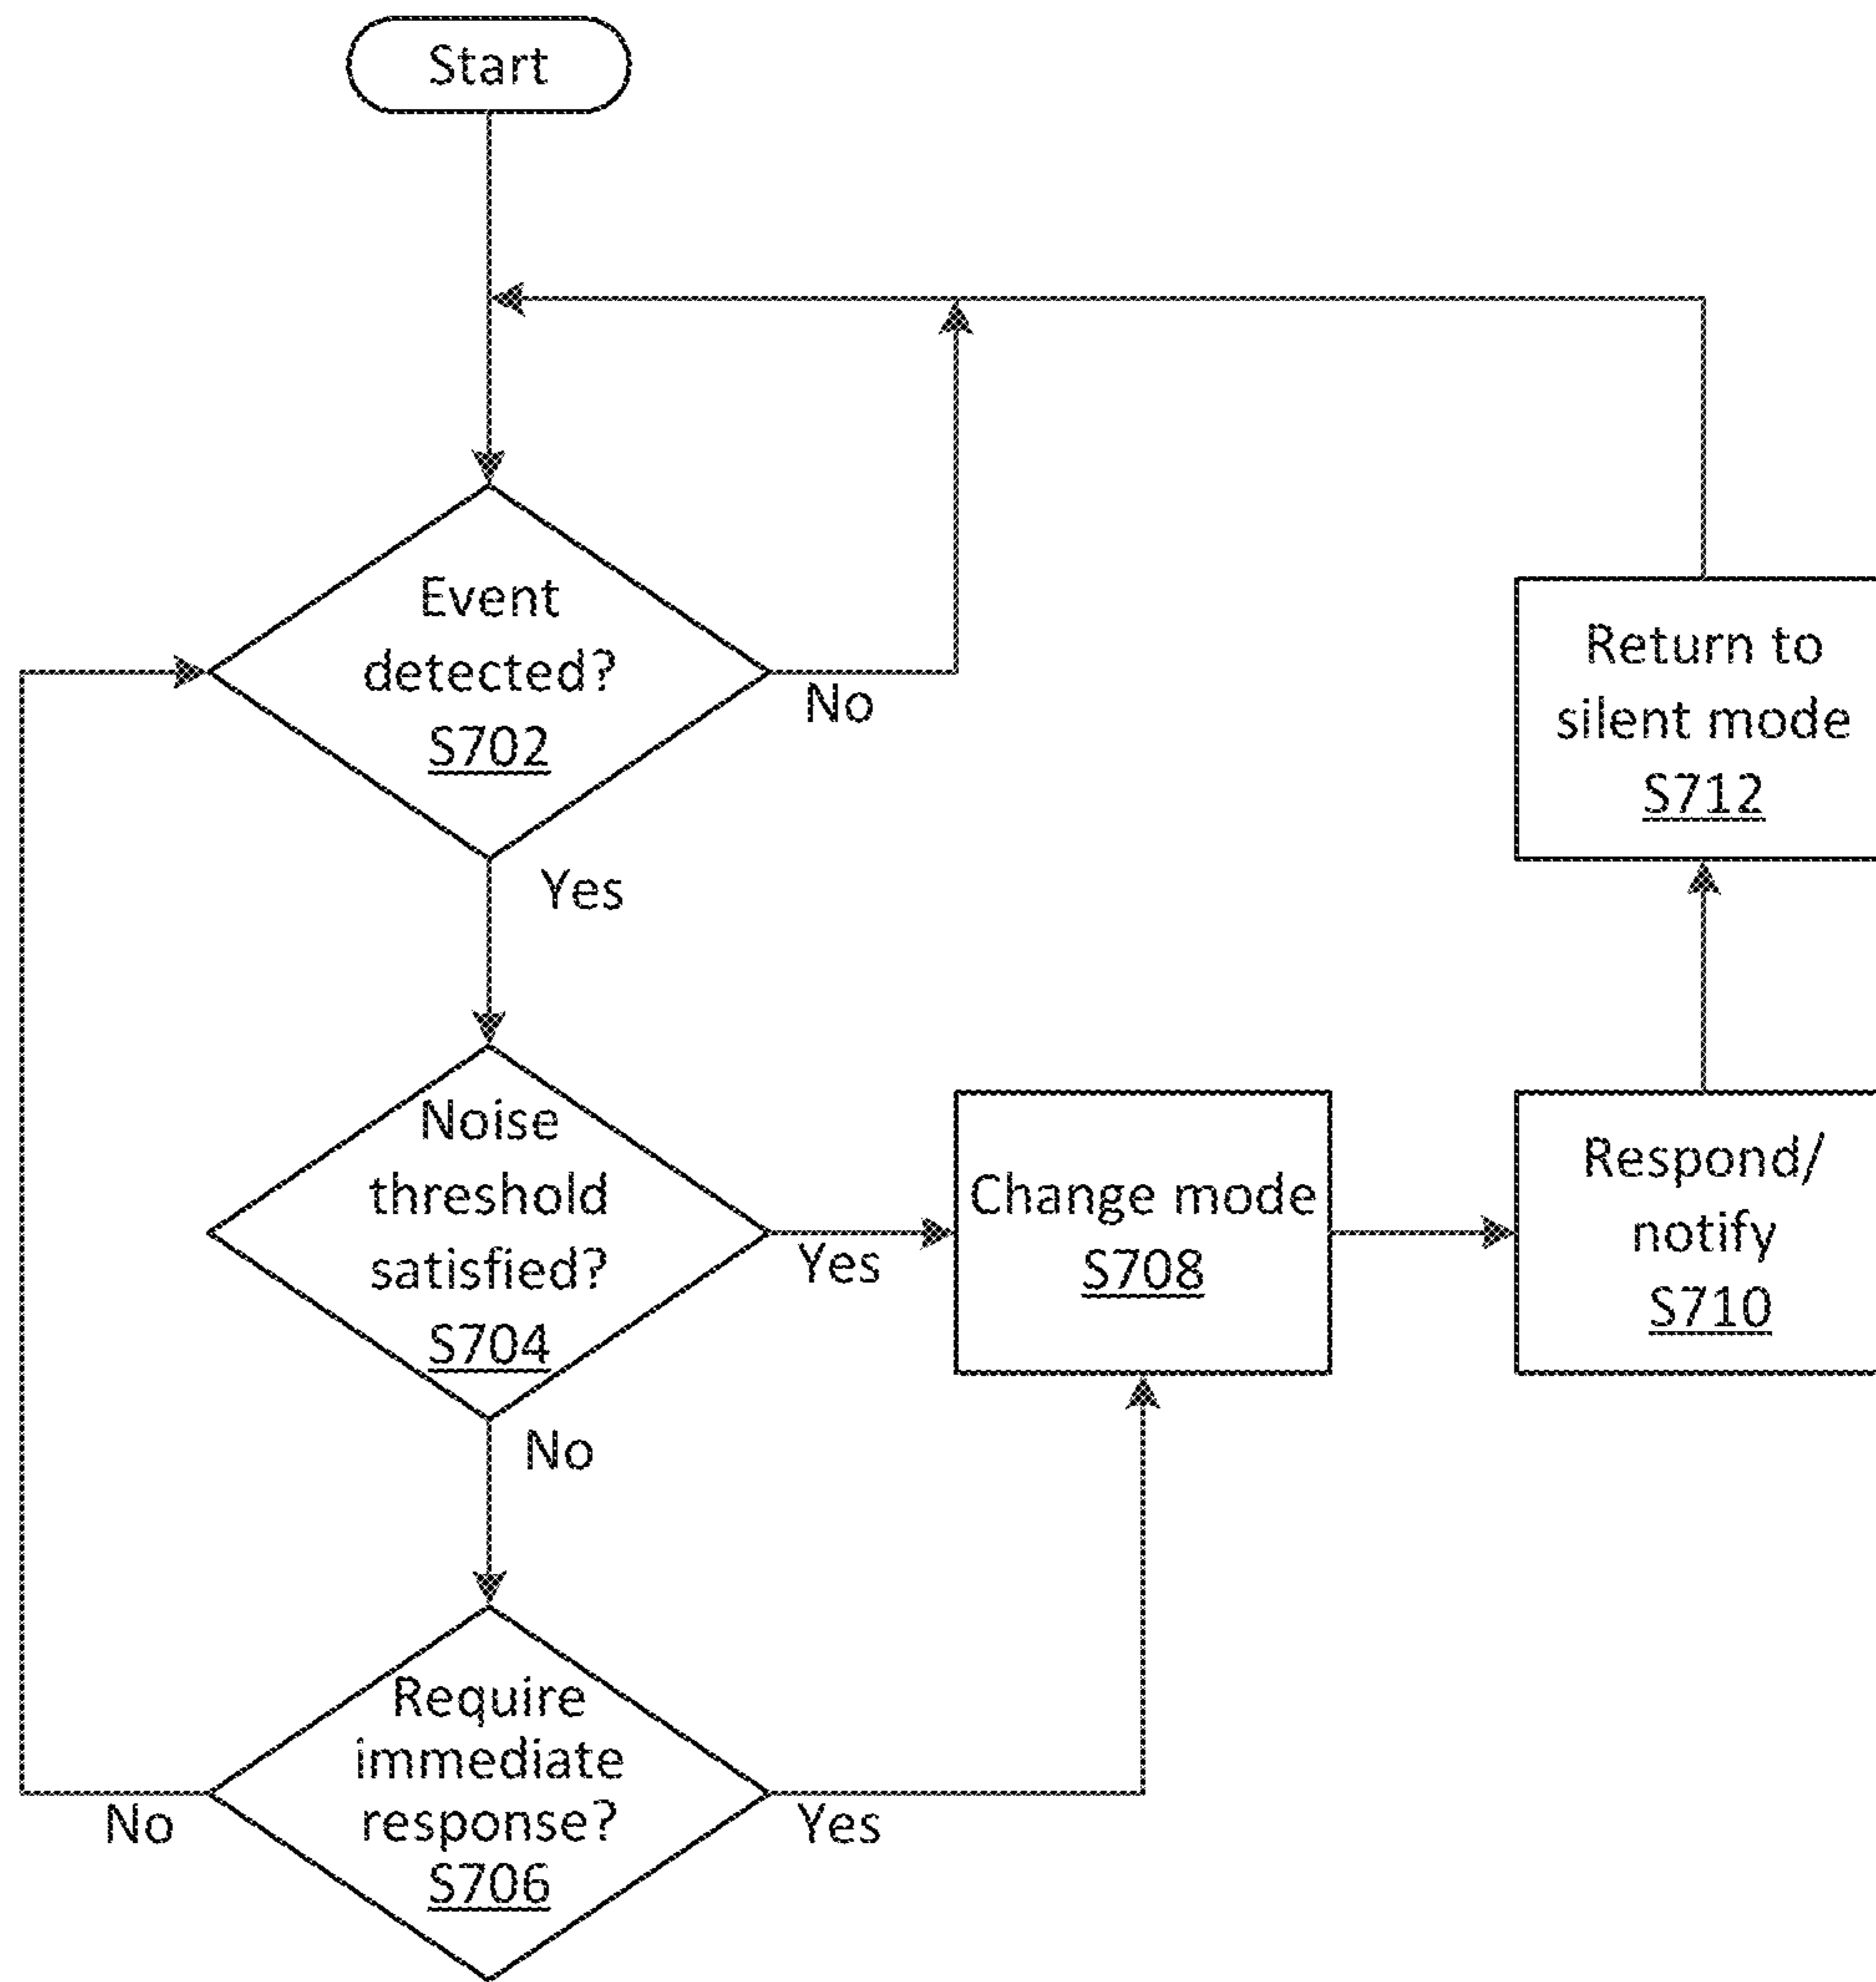 Start
Event
detected?
S702
No
Yes
Return to
silent mode
S712
Noise
threshold
satisfied?
S704
Yes
No
Change mode
S708
Respond/
notify
S710
Require
immediate
response?
S706
No
Yes